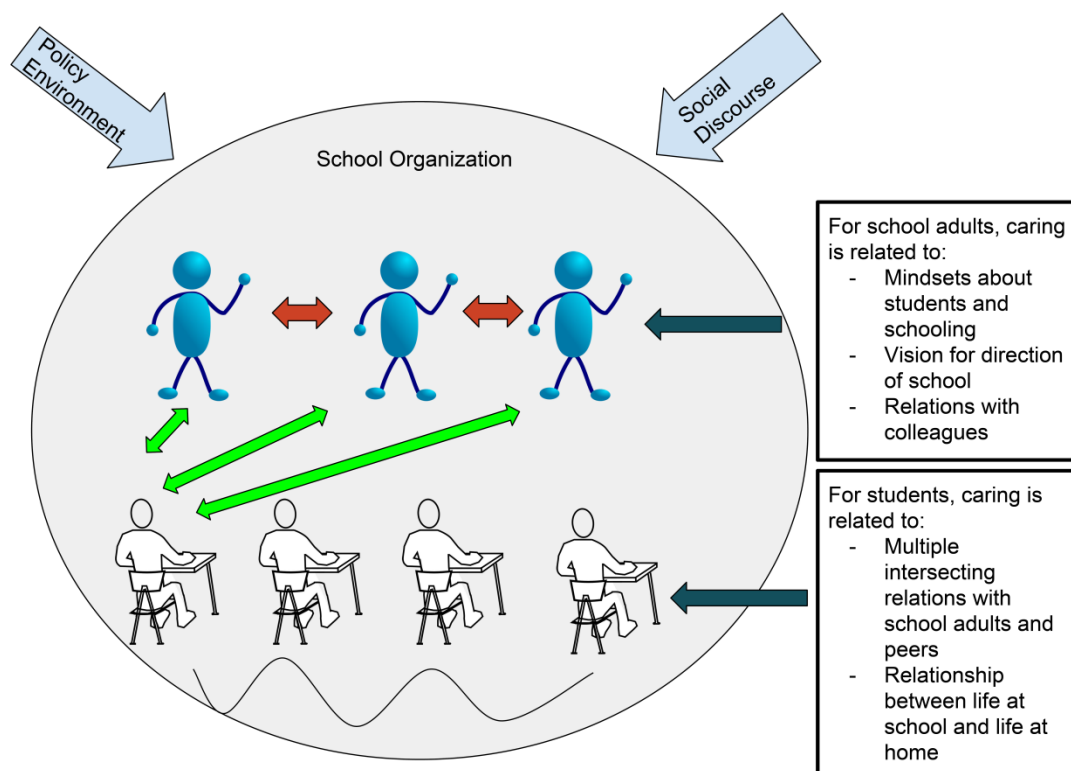 Policy
Environment
Social
Discourse
School Organization
For school adults, caring
is related to:
- Mindsets about
students and
schooling
- Vision for direction
of school
- Relations with
colleagues
For students, caring is
related to:
- Multiple
intersecting
relations with
school adults and
peers
- Relationship
between life at
school and life at
home